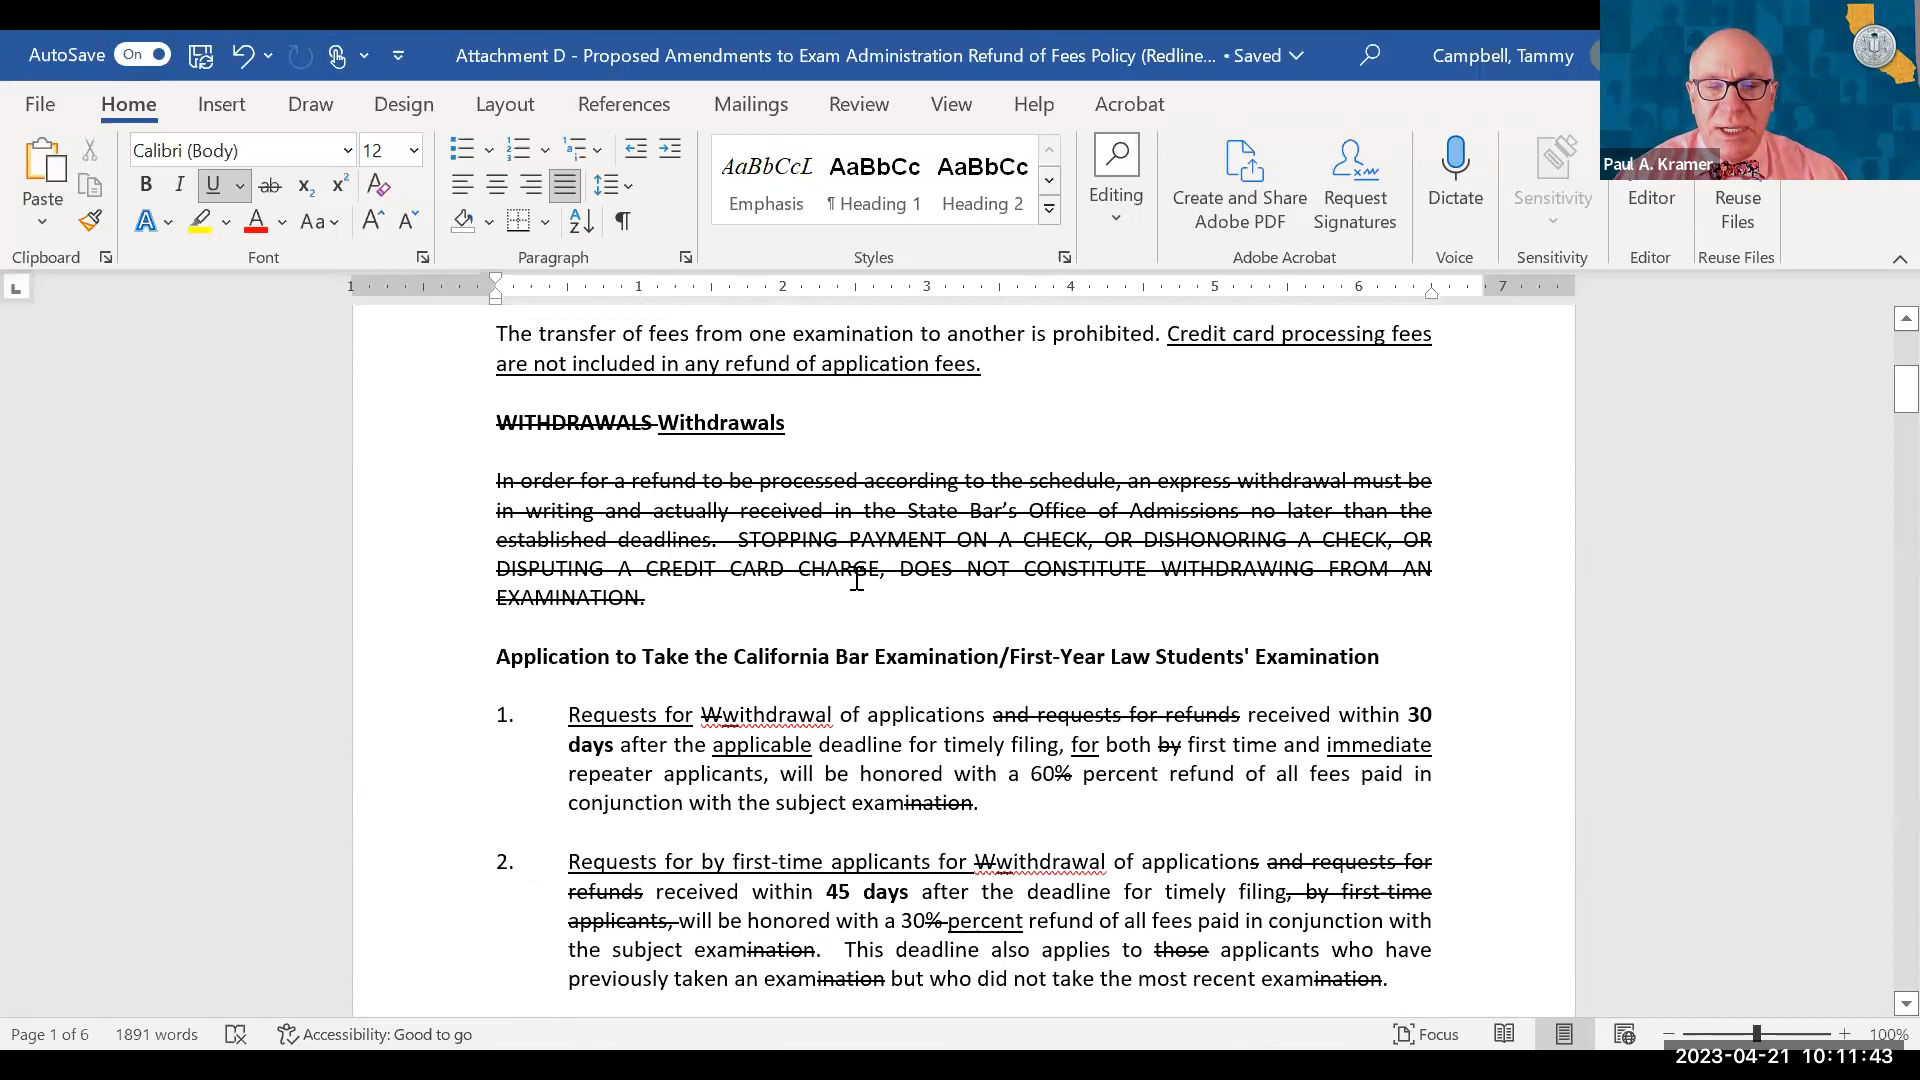 AutoSave On Attachment D - Proposed Amendments to Exam Administration Refund of Fees Policy (Redline... • Saved Campbell, Tammy
File Home Insert Draw Design Layout References Mailings Review View Help Acrobat
Paul A. Kramer
Paste
Calibri (Body) 12
B I U ab x₂ x² A
A A Aa A A
AaBbCcL AaBbCc AaBbCc
Emphasis ¶ Heading 1 Heading 2
Editing
Create and Share
Adobe PDF
Request
Signatures
Dictate
Sensitivity
Editor
Reuse
Files
Clipboard Font Paragraph Styles Adobe Acrobat Voice Sensitivity Editor Reuse Files
1 1 2 3 4 5 6 7
The transfer of fees from one examination to another is prohibited. Credit card processing fees
are not included in any refund of application fees.
WITHDRAWALS Withdrawals
In order for a refund to be processed according to the schedule, an express withdrawal must be
in writing and actually received in the State Bar’s Office of Admissions no later than the
established deadlines. STOPPING PAYMENT ON A CHECK, OR DISHONORING A CHECK, OR
DISPUTING A CREDIT CARD CHARGE, DOES NOT CONSTITUTE WITHDRAWING FROM AN
EXAMINATION.
Application to Take the California Bar Examination/First-Year Law Students' Examination
1. Requests for Wwithdrawal of applications and requests for refunds received within 30
days after the applicable deadline for timely filing, for both by first time and immediate
repeater applicants, will be honored with a 60% percent refund of all fees paid in
conjunction with the subject examination.
2. Requests for by first-time applicants for Wwithdrawal of applications and requests for
refunds received within 45 days after the deadline for timely filing, by first-time
applicants, will be honored with a 30% percent refund of all fees paid in conjunction with
the subject examination. This deadline also applies to those applicants who have
previously taken an examination but who did not take the most recent examination.
Page 1 of 6 1891 words Accessibility: Good to go Focus 100%
2023-04-21 10:11:43